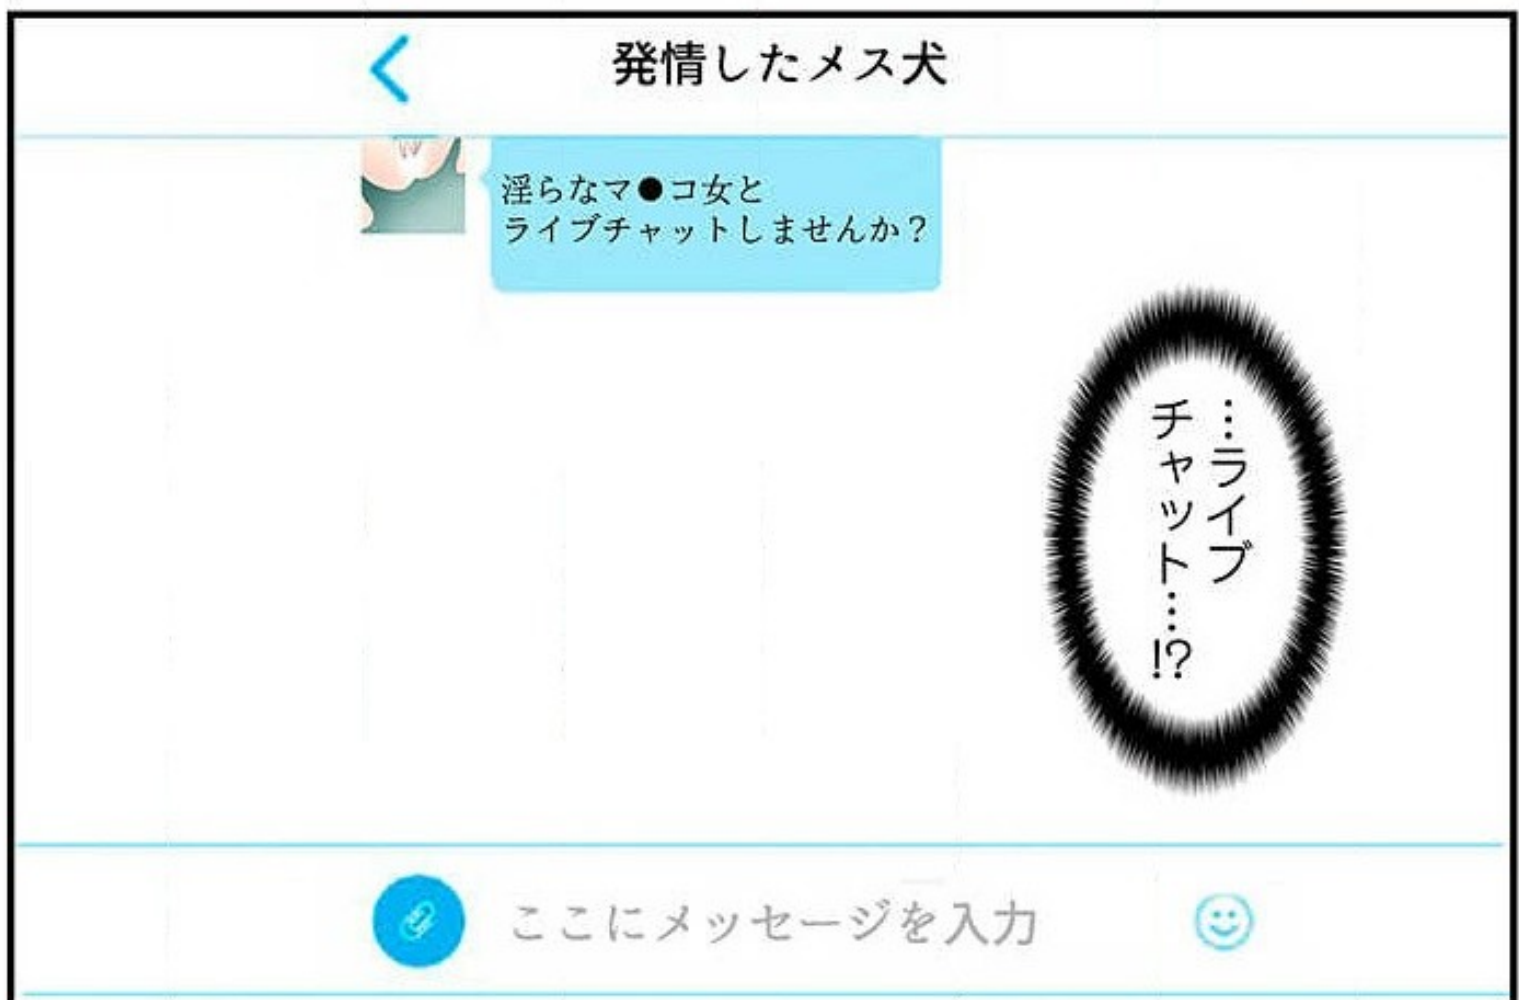 発情したメス犬
淫らなマ●コ女と
ライブチャットしませんか？
…ライブ
チャット…!?
ここにメッセージを入力